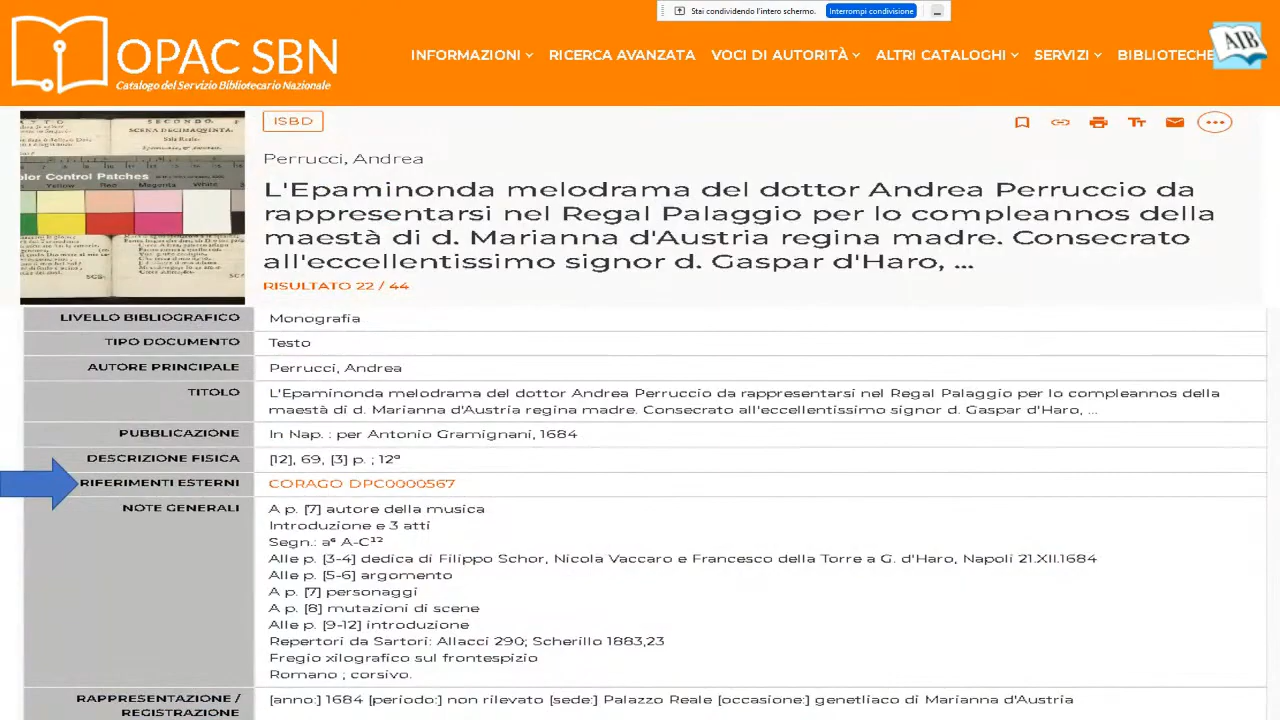 Stai condividendo l'intero schermo. Interrompi condivisione
OPAC SBN
Catalogo del Servizio Bibliotecario Nazionale
INFORMAZIONI RICERCA AVANZATA VOCI DI AUTORITÀ ALTRI CATALOGHI SERVIZI BIBLIOTECHE
AIB
SECONDO.
SCENA DECIMAQUINTA.
Sala Reale.
olor Control Patches
Yellow Red Magenta White
ISBD
Perrucci, Andrea
L'Epaminonda melodrama del dottor Andrea Perruccio da
rappresentarsi nel Regal Palaggio per lo compleannos della
maestà di d. Marianna d'Austria regina madre. Consecrato
all'eccellentissimo signor d. Gaspar d'Haro, ...
RISULTATO 22 / 44
LIVELLO BIBLIOGRAFICO Monografia
TIPO DOCUMENTO Testo
AUTORE PRINCIPALE Perrucci, Andrea
TITOLO L'Epaminonda melodrama del dottor Andrea Perruccio da rappresentarsi nel Regal Palaggio per lo compleannos della
maestà di d. Marianna d'Austria regina madre. Consecrato all'eccellentissimo signor d. Gaspar d'Haro, ...
PUBBLICAZIONE In Nap. : per Antonio Gramignani, 1684
DESCRIZIONE FISICA [12], 69, [3] p. ; 12°
RIFERIMENTI ESTERNI CORAGO DPC0000567
NOTE GENERALI A p. [7] autore della musica
Introduzione e 3 atti
Segn.: a⁶ A-C¹²
Alle p. [3-4] dedica di Filippo Schor, Nicola Vaccaro e Francesco della Torre a G. d'Haro, Napoli 21.XII.1684
Alle p. [5-6] argomento
A p. [7] personaggi
A p. [8] mutazioni di scene
Alle p. [9-12] introduzione
Repertori da Sartori: Allacci 290; Scherillo 1883,23
Fregio xilografico sul frontespizio
Romano ; corsivo.
RAPPRESENTAZIONE / [anno:] 1684 [periodo:] non rilevato [sede:] Palazzo Reale [occasione:] genetliaco di Marianna d'Austria
REGISTRAZIONE